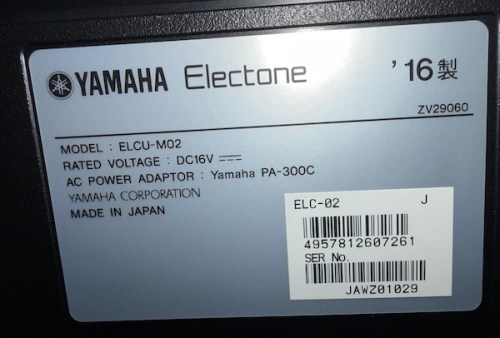 YAMAHA Electone '16製
ZV29060
MODEL : ELCU-M02
RATED VOLTAGE : DC16V
AC POWER ADAPTOR : Yamaha PA-300C
YAMAHA CORPORATION
MADE IN JAPAN
ELC-02 J
4957812607261
SER No.
JAWZ01029